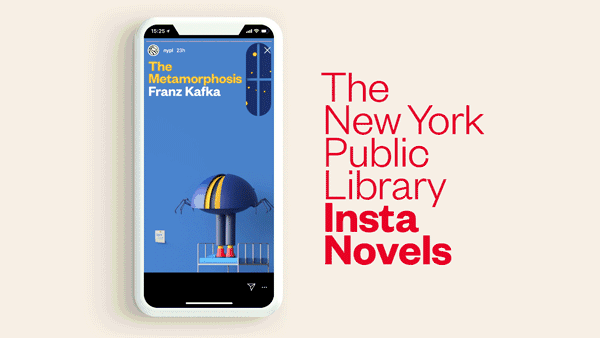 15:25
nypl 23h
The
Metamorphosis
Franz Kafka
The
New York
Public
Library
Insta
Novels